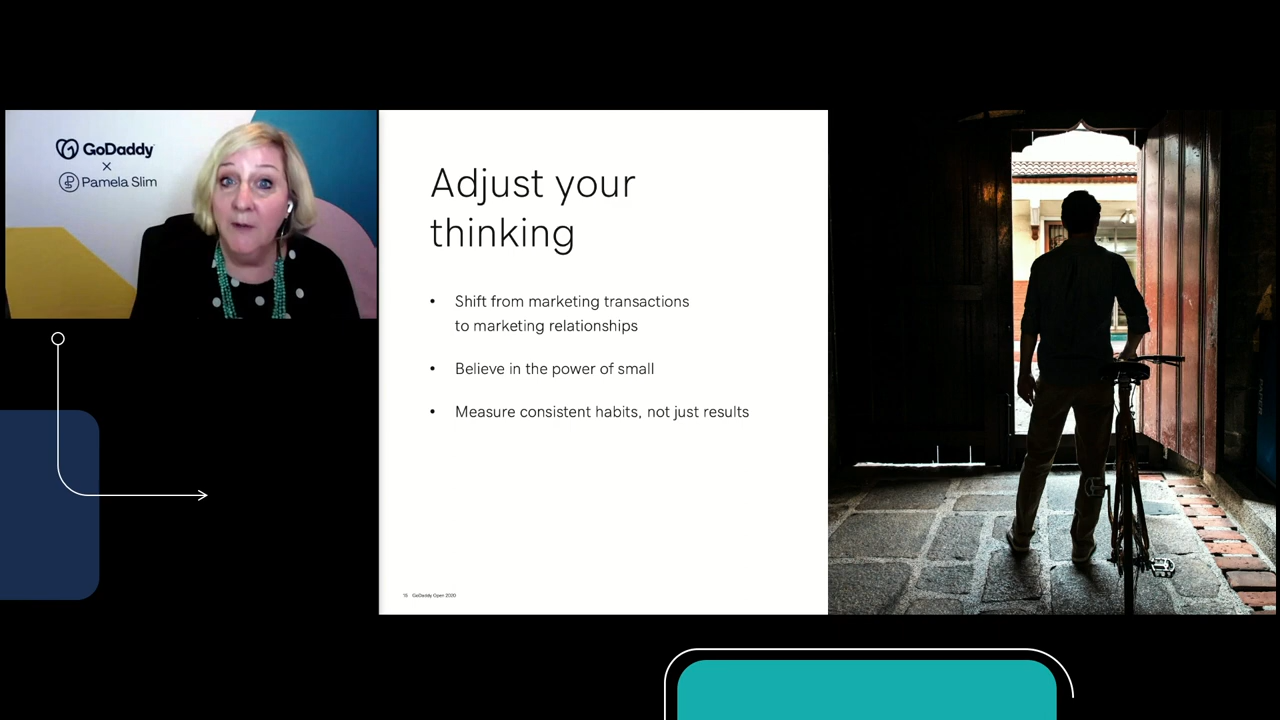 GoDaddy
×
Pamela Slim
Adjust your
thinking
• Shift from marketing transactions
to marketing relationships
• Believe in the power of small
• Measure consistent habits, not just results
15 GoDaddy Open 2020